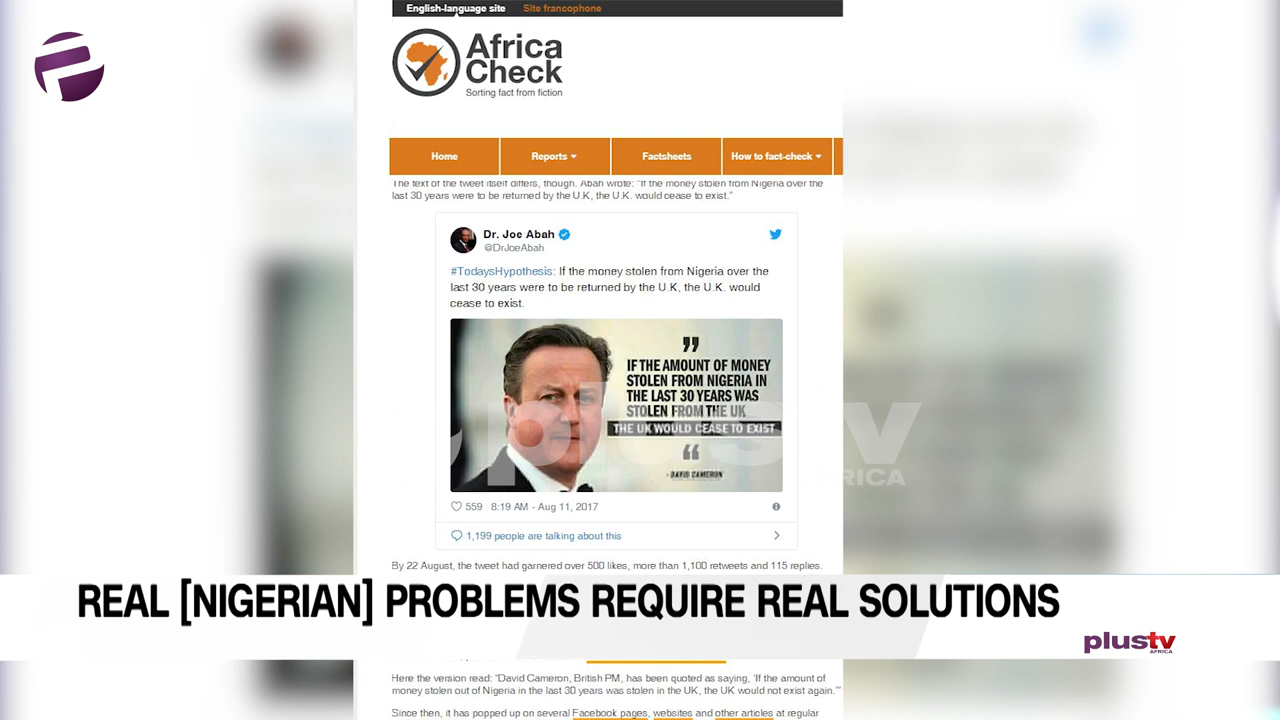 English-language site Site francophone
Africa
Check
Sorting fact from fiction
Home Reports Factsheets How to fact-check
The text of the tweet itself differs, though. Abah wrote: "If the money stolen from Nigeria over the
last 30 years were to be returned by the U.K, the U.K. would cease to exist."
Dr. Joe Abah
@DrJoeAbah
#TodaysHypothesis: If the money stolen from Nigeria over the
last 30 years were to be returned by the U.K, the U.K. would
cease to exist.
IF THE AMOUNT OF MONEY
STOLEN FROM NIGERIA IN
THE LAST 30 YEARS WAS
STOLEN FROM THE UK
THE UK WOULD CEASE TO EXIST
- DAVID CAMERON
plustv
AFRICA
559 8:19 AM - Aug 11, 2017
1,199 people are talking about this
By 22 August, the tweet had garnered over 500 likes, more than 1,100 retweets and 115 replies.
REAL [NIGERIAN] PROBLEMS REQUIRE REAL SOLUTIONS
plustv
AFRICA
Here the version read: "David Cameron, British PM, has been quoted as saying, 'If the amount of
money stolen out of Nigeria in the last 30 years was stolen in the UK, the UK would not exist again.'"
Since then, it has popped up on several Facebook pages, websites and other articles at regular